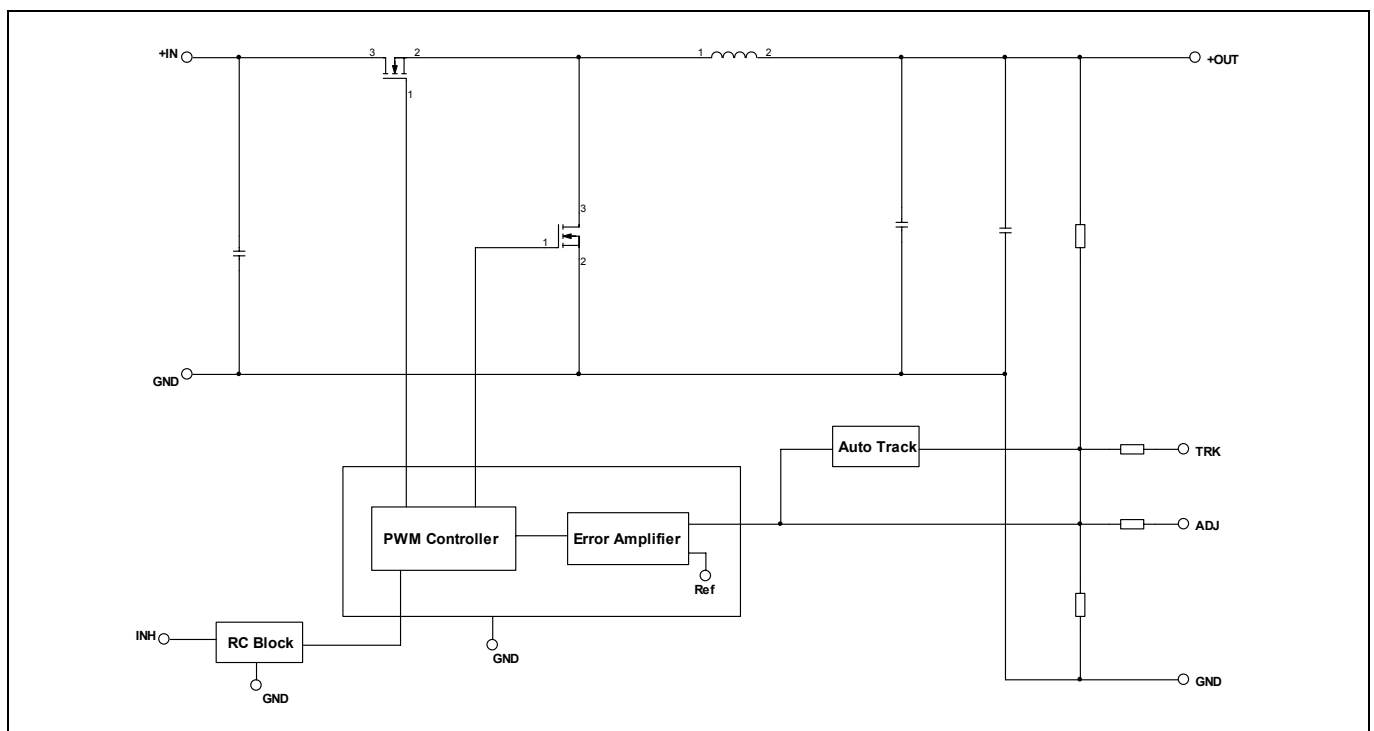 +IN
3
2
1
1
2
+OUT
3
1
2
GND
Auto Track
TRK
PWM Controller
Error Amplifier
ADJ
Ref
INH
RC Block
GND
GND
GND